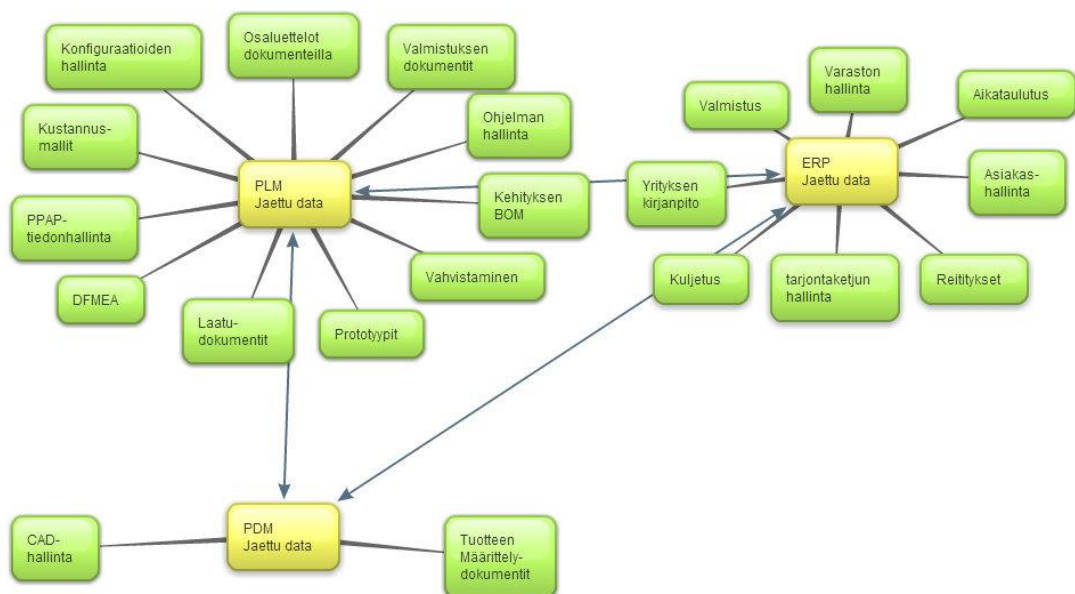 Konfiguraatioiden
hallinta
Osaluettelot
dokumenteilla
Valmistuksen
dokumentit
Kustannus-
mallit
Ohjelman
hallinta
PLM
Jaettu data
PPAP-
tiedonhallinta
Kehityksen
BOM
DFMEA
Laatu-
dokumentit
Prototyypit
Vahvistaminen
Valmistus
Varaston
hallinta
Aikataulutus
ERP
Jaettu data
Yrityksen
kirjanpito
Asiakas-
hallinta
Kuljetus
tarjontaketjun
hallinta
Reititykset
CAD-
hallinta
PDM
Jaettu data
Tuotteen
Määrittely-
dokumentit